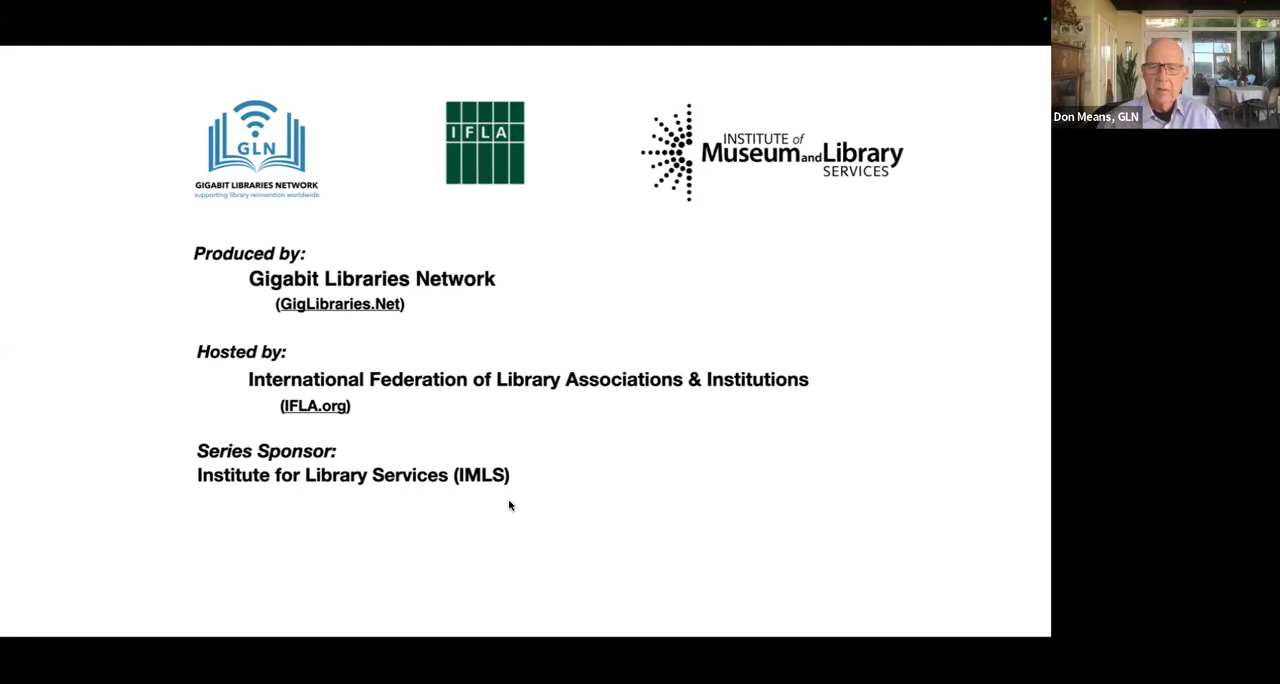 GLN
GIGABIT LIBRARIES NETWORK
supporting library reinvention worldwide
IFLA
INSTITUTE of
Museum and Library
SERVICES
Don Means, GLN
Produced by:
Gigabit Libraries Network
(GigLibraries.Net)
Hosted by:
International Federation of Library Associations & Institutions
(IFLA.org)
Series Sponsor:
Institute for Library Services (IMLS)